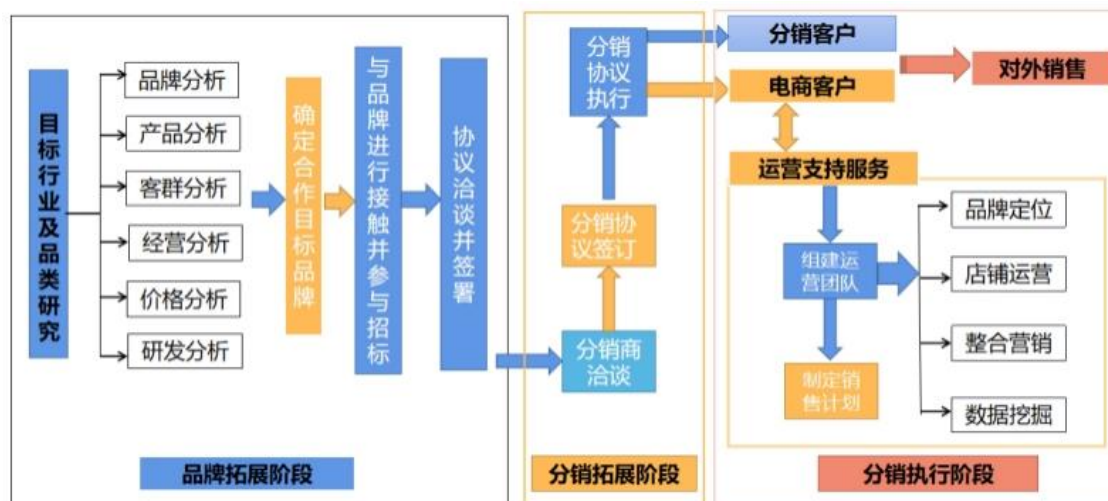 目标行业及品类研究
品牌分析
产品分析
客群分析
经营分析
价格分析
研发分析
确定合作目标品牌
与品牌进行接触并参与招标
协议洽谈并签署
品牌拓展阶段
分销
协议
执行
分销协
议签订
分销商
洽谈
分销拓展阶段
分销客户
电商客户
对外销售
运营支持服务
组建运
营团队
制定销
售计划
品牌定位
店铺运营
整合营销
数据挖掘
分销执行阶段